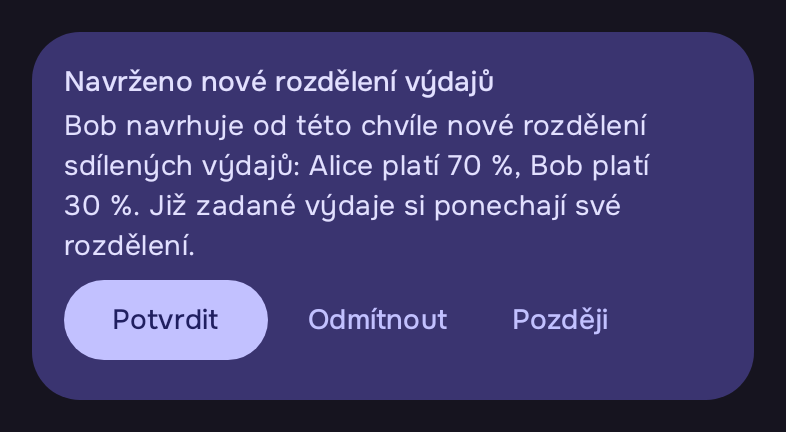 Navrženo nové rozdělení výdajů
Bob navrhuje od této chvíle nové rozdělení
sdílených výdajů: Alice platí 70 %, Bob platí
30 %. Již zadané výdaje si ponechají své
rozdělení.
Potvrdit Odmítnout Později